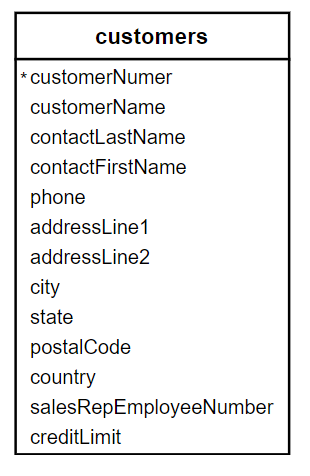 customers
* customerNumer
customerName
contactLastName
contactFirstName
phone
addressLine1
addressLine2
city
state
postalCode
country
salesRepEmployeeNumber
creditLimit